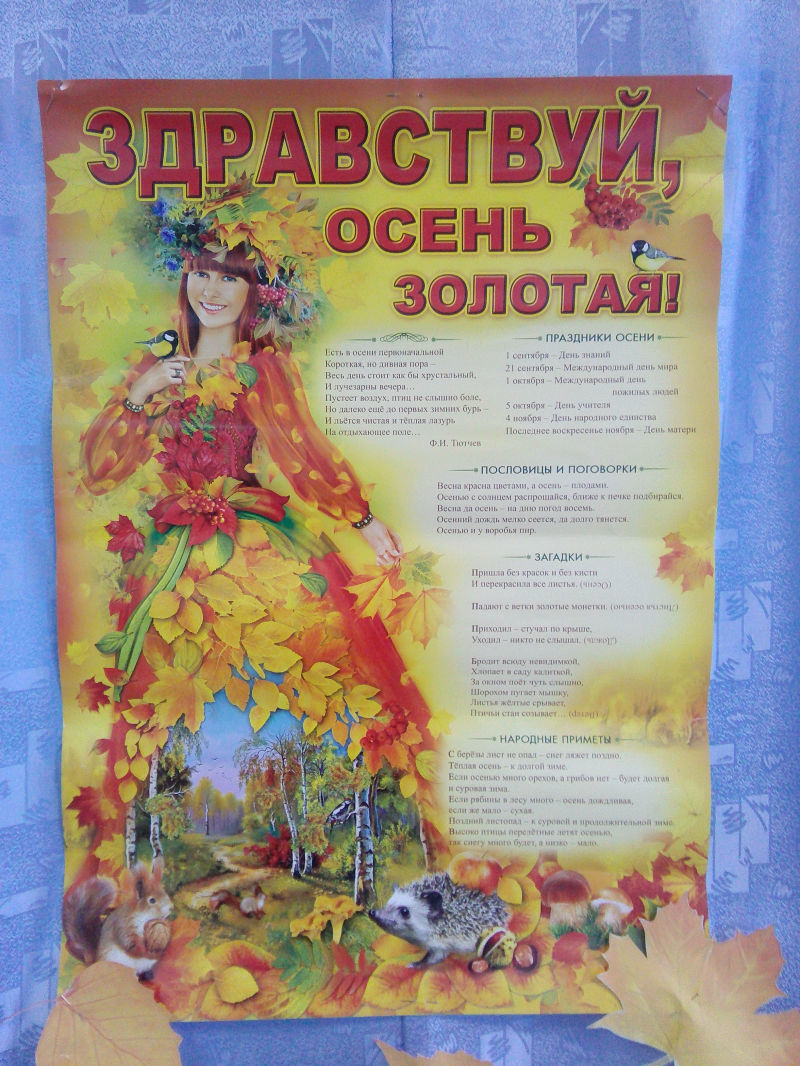 ЗДРАВСТВУЙ,
ОСЕНЬ
ЗОЛОТАЯ!
Есть в осени первоначальной
Короткая, но дивная пора –
Весь день стоит как бы хрустальный,
И лучезарны вечера…
Пустеет воздух, птиц не слышно боле,
Но далеко ещё до первых зимних бурь –
И льётся чистая и тёплая лазурь
На отдыхающее поле…
Ф.И. Тютчев
ПРАЗДНИКИ ОСЕНИ
1 сентября – День знаний
21 сентября – Международный день мира
1 октября – Международный день
пожилых людей
5 октября – День учителя
4 ноября – День народного единства
Последнее воскресенье ноября – День матери
ПОСЛОВИЦЫ И ПОГОВОРКИ
Весна красна цветами, а осень – плодами.
Осенью с солнцем распрощайся, ближе к печке подбирайся.
Весна да осень – на дню погод восемь.
Осенний дождь мелко сеется, да долго тянется.
Осенью и у воробья пир.
ЗАГАДКИ
Пришла без красок и без кисти
И перекрасила все листья. (Осень)
Падают с ветки золотые монетки. (Листья осенью)
Приходил – стучал по крыше,
Уходил – никто не слышал. (Дождь)
Бродит всюду невидимкой,
Хлопает в саду калиткой,
За окном поёт чуть слышно,
Шорохом пугает мышку,
Листья жёлтые срывает,
Птичьи стаи созывает… (Ветер)
НАРОДНЫЕ ПРИМЕТЫ
С берёзы лист не опал – снег ляжет поздно.
Тёплая осень – к долгой зиме.
Если осенью много орехов, а грибов нет – будет долгая
и суровая зима.
Если рябины в лесу много – осень дождливая,
если же мало – сухая.
Поздний листопад – к суровой и продолжительной зиме.
Высоко птицы перелётные летят осенью,
так снегу много будет, а низко – мало.